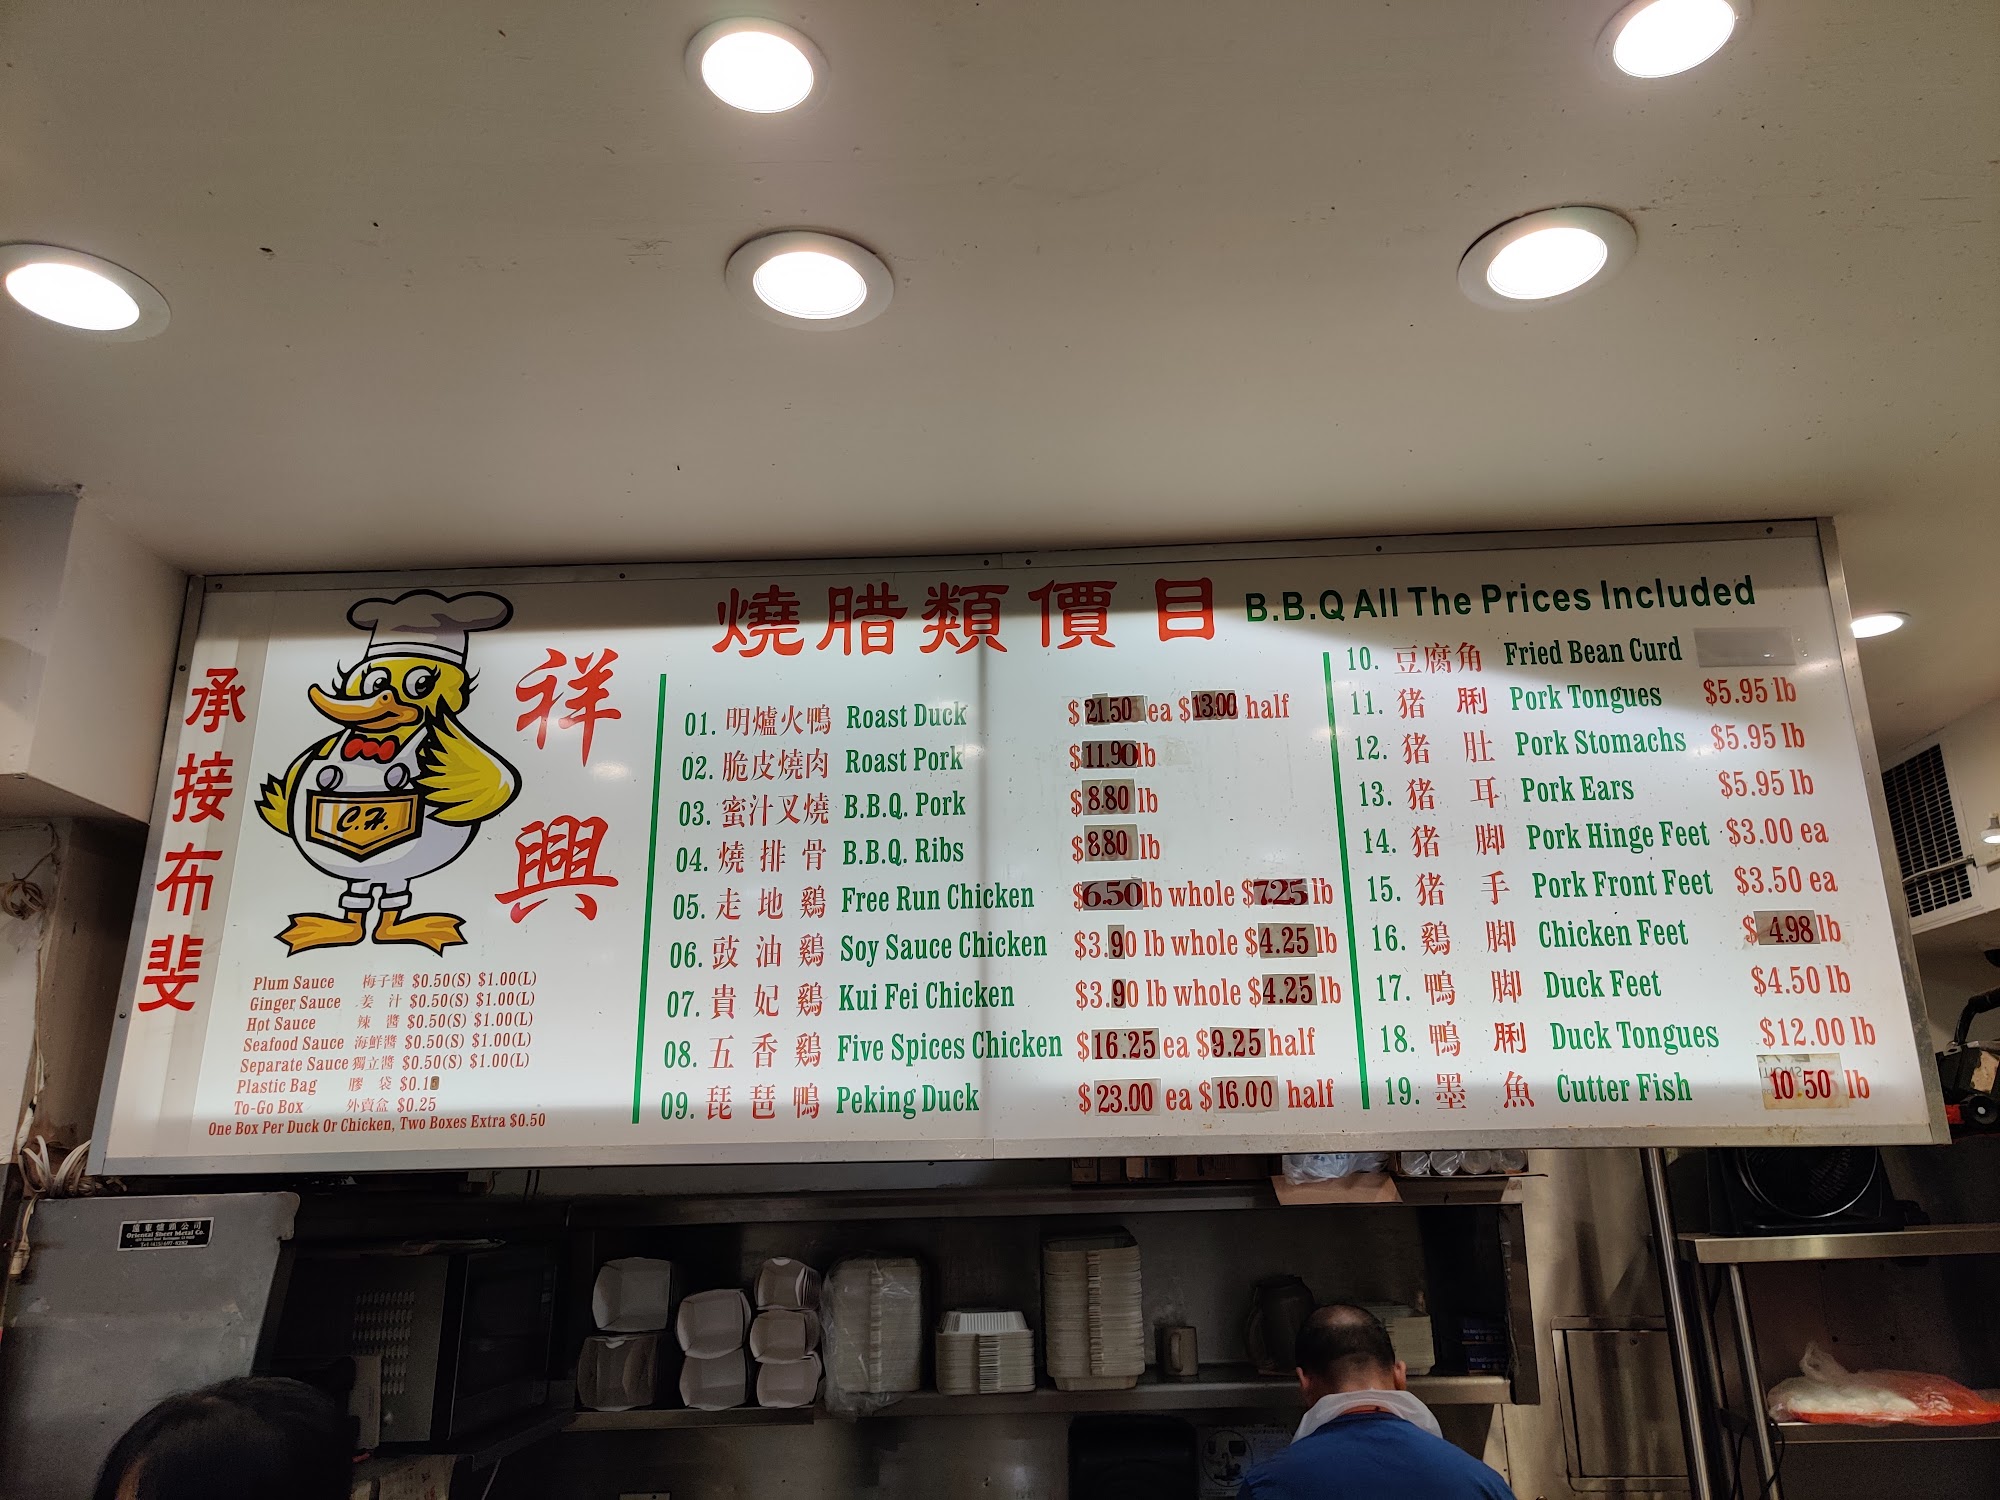 燒腊類價目 B.B.Q All The Prices Included
承接布斐
祥興
C.H.
Plum Sauce 梅子醬 $0.50(S) $1.00(L)
Ginger Sauce 姜汁 $0.50(S) $1.00(L)
Hot Sauce 辣醬 $0.50(S) $1.00(L)
Seafood Sauce 海鮮醬 $0.50(S) $1.00(L)
Separate Sauce 獨立醬 $0.50(S) $1.00(L)
Plastic Bag 膠袋
To-Go Box 外賣盒 $0.25
One Box Per Duck Or Chicken, Two Boxes Extra $0.50
01. 明爐火鴨 Roast Duck $21.50 ea $13.00 half
02. 脆皮燒肉 Roast Pork $11.90 lb
03. 蜜汁叉燒 B.B.Q. Pork $8.80 lb
04. 燒排骨 B.B.Q. Ribs $8.80 lb
05. 走地鷄 Free Run Chicken $6.50 lb whole $7.25 lb
06. 豉油鷄 Soy Sauce Chicken $3.90 lb whole $4.25 lb
07. 貴妃鷄 Kui Fei Chicken $3.90 lb whole $4.25 lb
08. 五香鷄 Five Spices Chicken $16.25 ea $9.25 half
09. 琵琶鴨 Peking Duck $23.00 ea $16.00 half
10. 豆腐角 Fried Bean Curd
11. 猪脷 Pork Tongues $5.95 lb
12. 猪肚 Pork Stomachs $5.95 lb
13. 猪耳 Pork Ears $5.95 lb
14. 猪脚 Pork Hinge Feet $3.00 ea
15. 猪手 Pork Front Feet $3.50 ea
16. 鷄脚 Chicken Feet $4.98 lb
17. 鴨脚 Duck Feet $4.50 lb
18. 鴨脷 Duck Tongues $12.00 lb
19. 墨魚 Cutter Fish 10.50 lb
Oriental Sheet Metal Co.